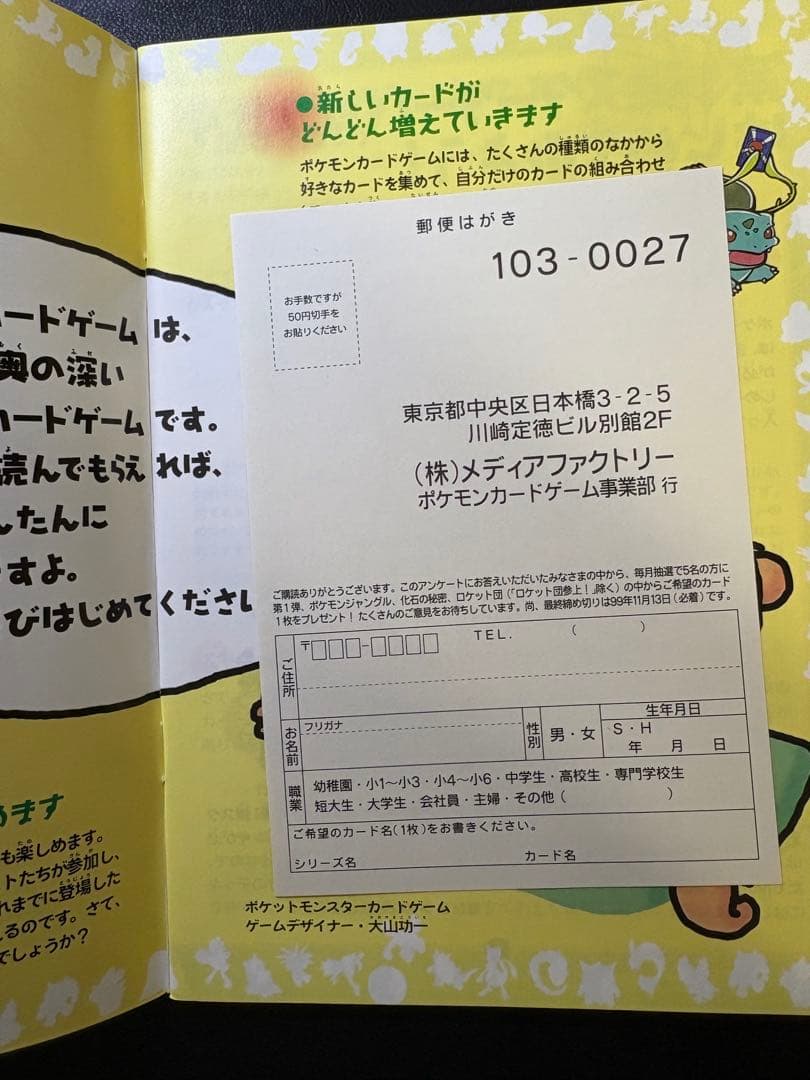 ードゲームは、
奥の深い
カードゲームです。
読んでもらえれば、
んたんに
すよ。
びはじめてください
めます
も楽しめます。
トたちが参加し、
れまでに登場した
るのです。さて、
でしょうか？
●新しいカードが
どんどん増えていきます
ポケモンカードゲームには、たくさんの種類のなかから
好きなカードを集めて、自分だけのカードの組み合わせ
郵便はがき
103-0027
お手数ですが
50円切手を
お貼りください
東京都中央区日本橋3-2-5
川崎定徳ビル別館2F
（株）メディアファクトリー
ポケモンカードゲーム事業部 行
ご購読ありがとうございます。このアンケートにお答えいただいたみなさまの中から、毎月抽選で5名の方に
第1弾、ポケモンジャングル、化石の秘密、ロケット団（「ロケット団参上！」除く）の中からご希望のカード
1枚をプレゼント！たくさんのご意見をお待ちしています。尚、最終締め切りは99年11月13日（必着）です。
ご住所
〒□□□-□□□□ TEL. （ ）
お名前
フリガナ
性別
男・女
生年月日
S・H
年 月 日
職業
幼稚園・小1〜小3・小4〜小6・中学生・高校生・専門学校生
短大生・大学生・会社員・主婦・その他（ ）
ご希望のカード名（1枚）をお書きください。
シリーズ名 カード名
ポケットモンスターカードゲーム
ゲームデザイナー・大山功一